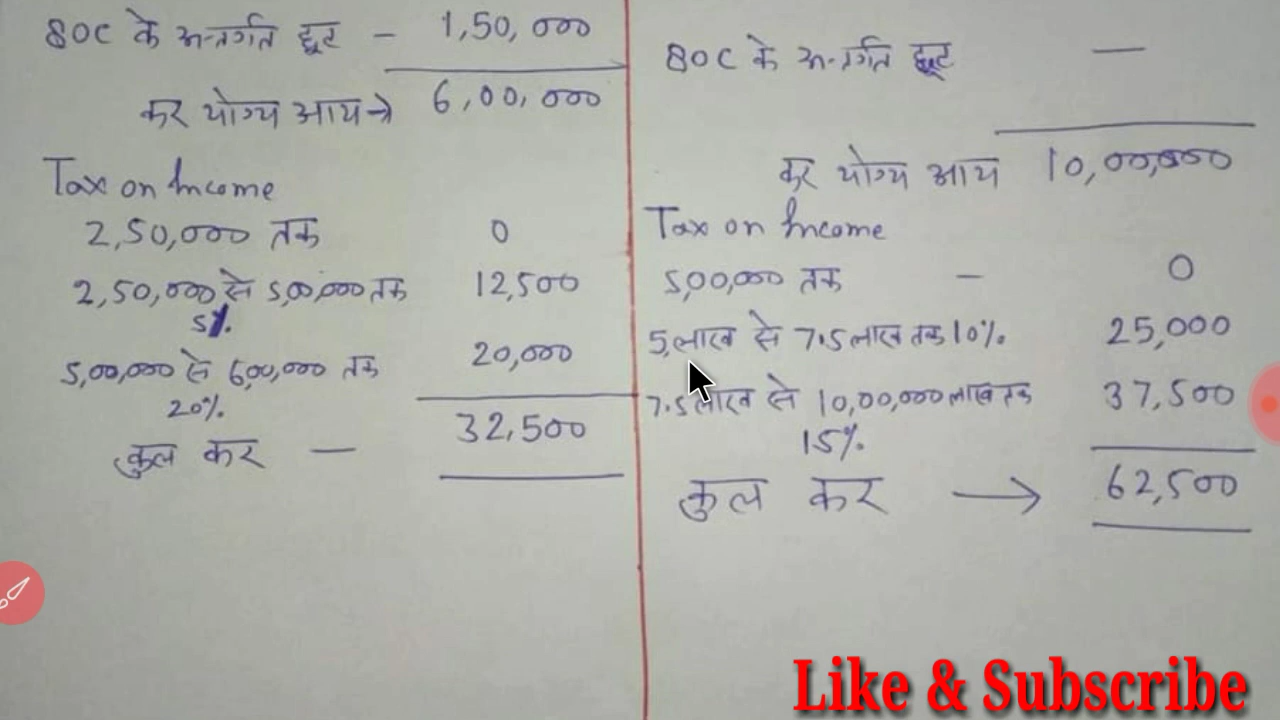 80C के अन्तर्गत छूट - 1,50,000
कर योग्य आय → 6,00,000
Tax on Income
2,50,000 तक 0
2,50,000 से 5,00,000 तक 12,500
5%
5,00,000 से 6,00,000 तक 20,000
20%
कुल कर — 32,500
80C के अन्तर्गत छूट —
कर योग्य आय 10,00,000
Tax on Income
5,00,000 तक - 0
5 लाख से 7.5 लाख तक 10% 25,000
7.5 लाख से 10,00,000 लाख तक 37,500
15%
कुल कर → 62,500
Like & Subscribe